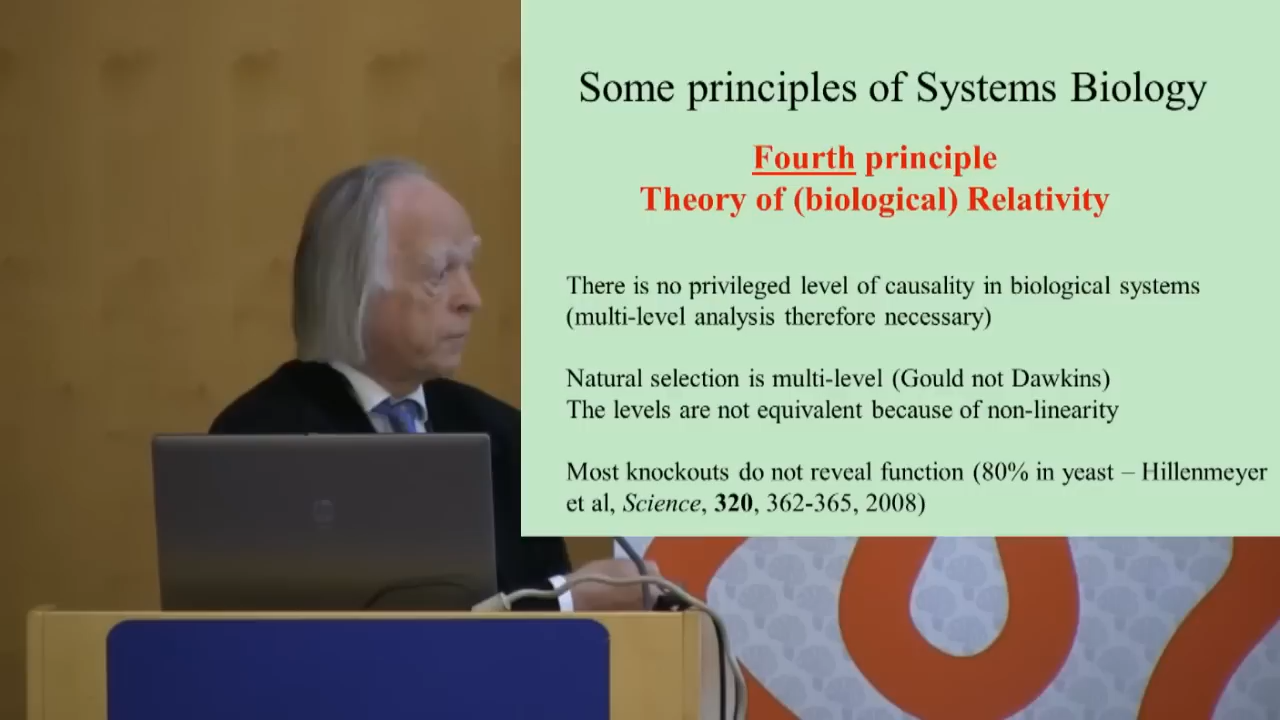 Some principles of Systems Biology
Fourth principle
Theory of (biological) Relativity
There is no privileged level of causality in biological systems
(multi-level analysis therefore necessary)
Natural selection is multi-level (Gould not Dawkins)
The levels are not equivalent because of non-linearity
Most knockouts do not reveal function (80% in yeast – Hillenmeyer
et al, Science, 320, 362-365, 2008)